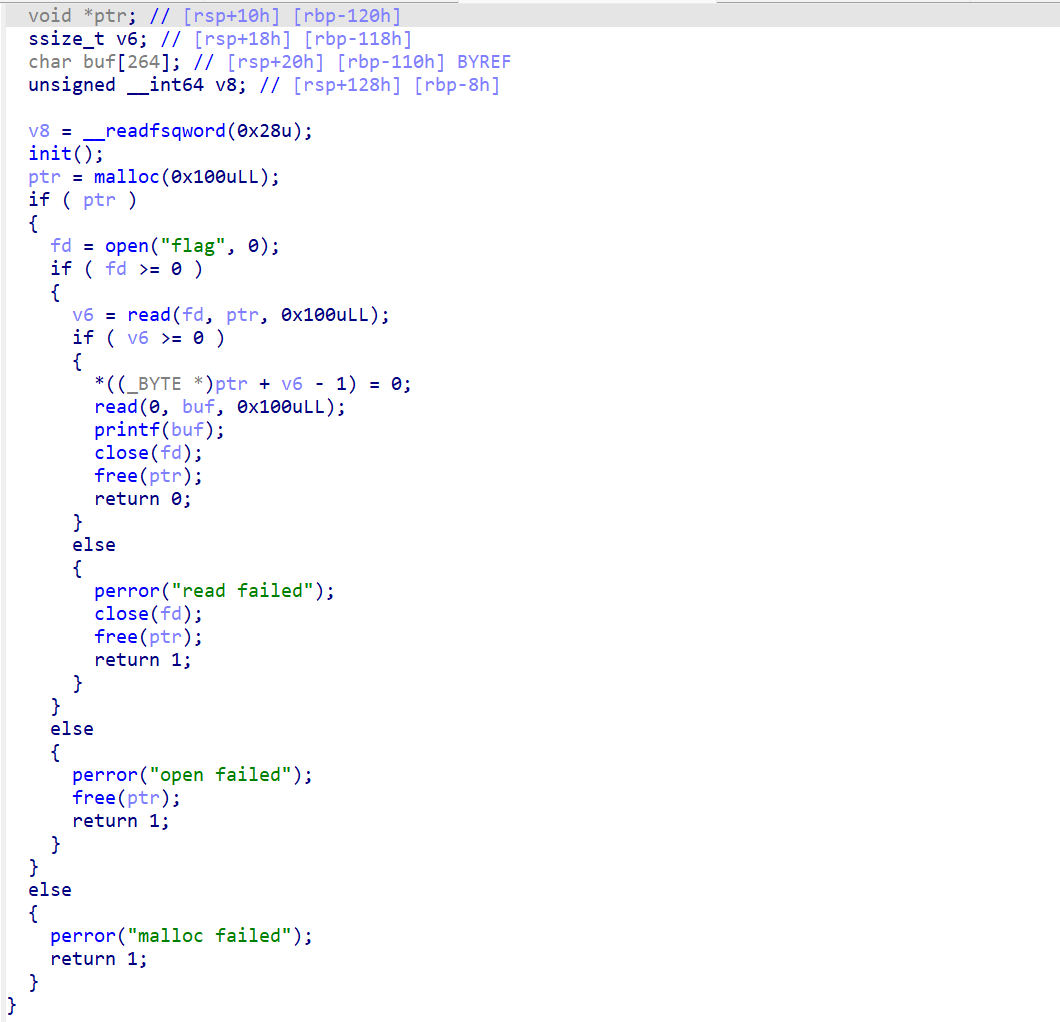 void *ptr; // [rsp+10h] [rbp-120h]
ssize_t v6; // [rsp+18h] [rbp-118h]
char buf[264]; // [rsp+20h] [rbp-110h] BYREF
unsigned __int64 v8; // [rsp+128h] [rbp-8h]

v8 = __readfsqword(0x28u);
init();
ptr = malloc(0x100uLL);
if ( ptr )
{
  fd = open("flag", 0);
  if ( fd >= 0 )
  {
    v6 = read(fd, ptr, 0x100uLL);
    if ( v6 >= 0 )
    {
      *((_BYTE *)ptr + v6 - 1) = 0;
      read(0, buf, 0x100uLL);
      printf(buf);
      close(fd);
      free(ptr);
      return 0;
    }
    else
    {
      perror("read failed");
      close(fd);
      free(ptr);
      return 1;
    }
  }
  else
  {
    perror("open failed");
    free(ptr);
    return 1;
  }
}
else
{
  perror("malloc failed");
  return 1;
}
}